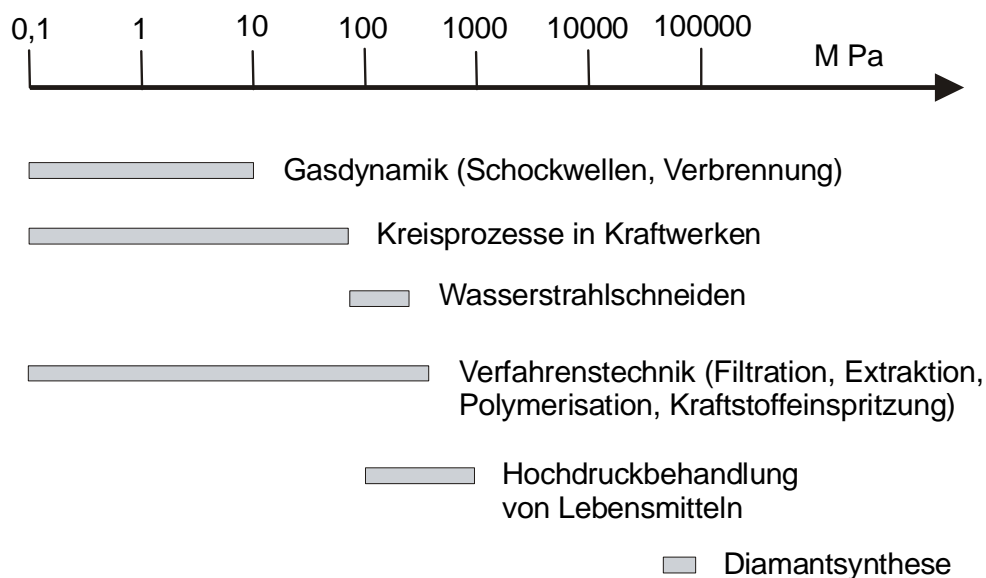 0,1 1 10 100 1000 10000 100000
M Pa
Gasdynamik (Schockwellen, Verbrennung)
Kreisprozesse in Kraftwerken
Wasserstrahlschneiden
Verfahrenstechnik (Filtration, Extraktion,
Polymerisation, Kraftstoffeinspritzung)
Hochdruckbehandlung
von Lebensmitteln
Diamantsynthese